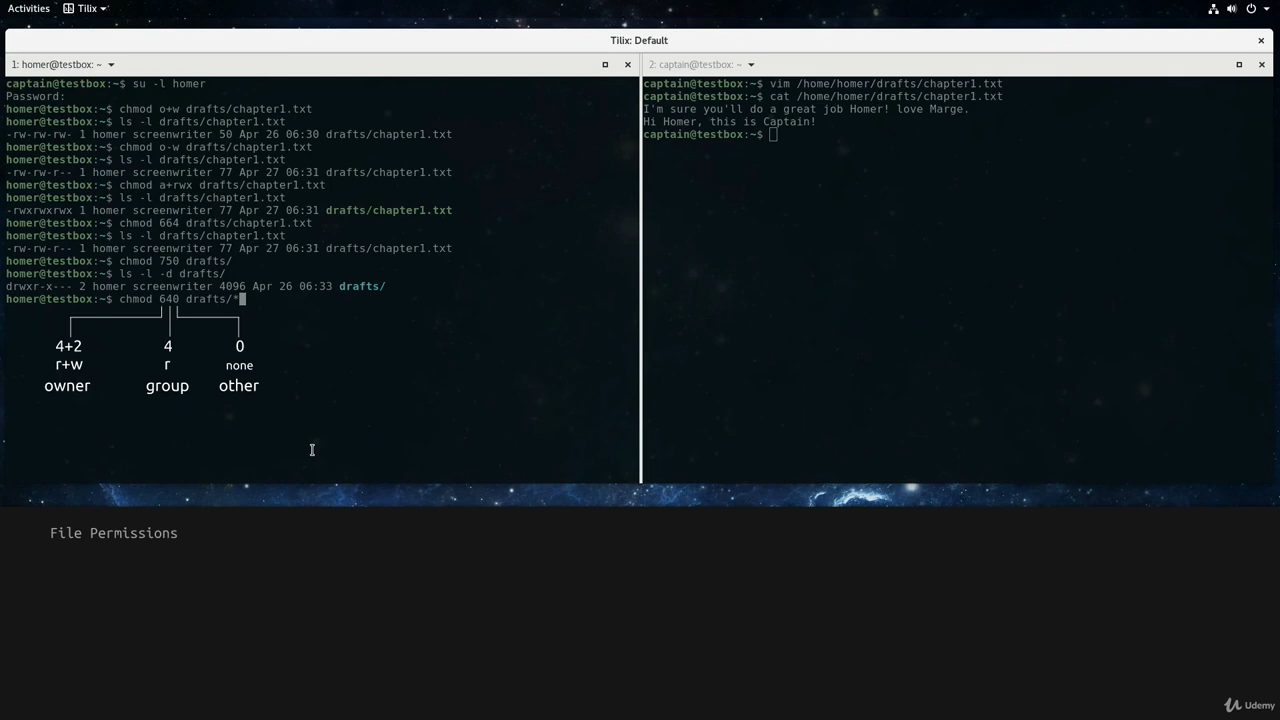 Activities Tilix
Tilix: Default
1: homer@testbox: ~
captain@testbox:~$ su -l homer
Password:
homer@testbox:~$ chmod o+w drafts/chapter1.txt
homer@testbox:~$ ls -l drafts/chapter1.txt
-rw-rw-rw- 1 homer screenwriter 50 Apr 26 06:30 drafts/chapter1.txt
homer@testbox:~$ chmod o-w drafts/chapter1.txt
homer@testbox:~$ ls -l drafts/chapter1.txt
-rw-rw-r-- 1 homer screenwriter 77 Apr 27 06:31 drafts/chapter1.txt
homer@testbox:~$ chmod a+rwx drafts/chapter1.txt
homer@testbox:~$ ls -l drafts/chapter1.txt
-rwxrwxrwx 1 homer screenwriter 77 Apr 27 06:31 drafts/chapter1.txt
homer@testbox:~$ chmod 664 drafts/chapter1.txt
homer@testbox:~$ ls -l drafts/chapter1.txt
-rw-rw-r-- 1 homer screenwriter 77 Apr 27 06:31 drafts/chapter1.txt
homer@testbox:~$ chmod 750 drafts/
homer@testbox:~$ ls -l -d drafts/
drwxr-x--- 2 homer screenwriter 4096 Apr 26 06:33 drafts/
homer@testbox:~$ chmod 640 drafts/*
4+2 4 0
r+w r none
owner group other
2: captain@testbox: ~
captain@testbox:~$ vim /home/homer/drafts/chapter1.txt
captain@testbox:~$ cat /home/homer/drafts/chapter1.txt
I'm sure you'll do a great job Homer! love Marge.
Hi Homer, this is Captain!
captain@testbox:~$
File Permissions
Udemy